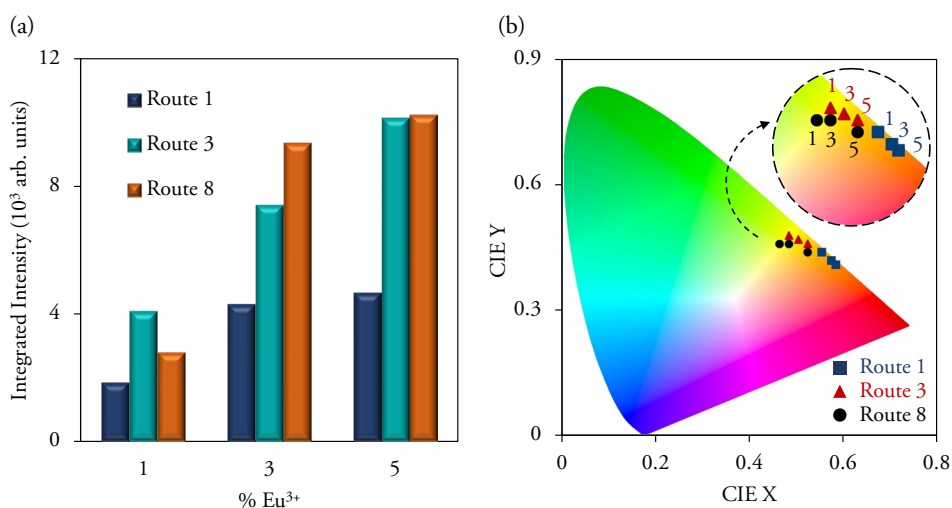 (a)
12
8
4
0
Integrated Intensity (10³ arb. units)
Route 1
Route 3
Route 8
1 3 5
% Eu³⁺
(b)
0.9
0.6
0.3
0
CIE Y
1 3 5
1 3 5
1 3 5
Route 1
Route 3
Route 8
0 0.2 0.4 0.6 0.8
CIE X